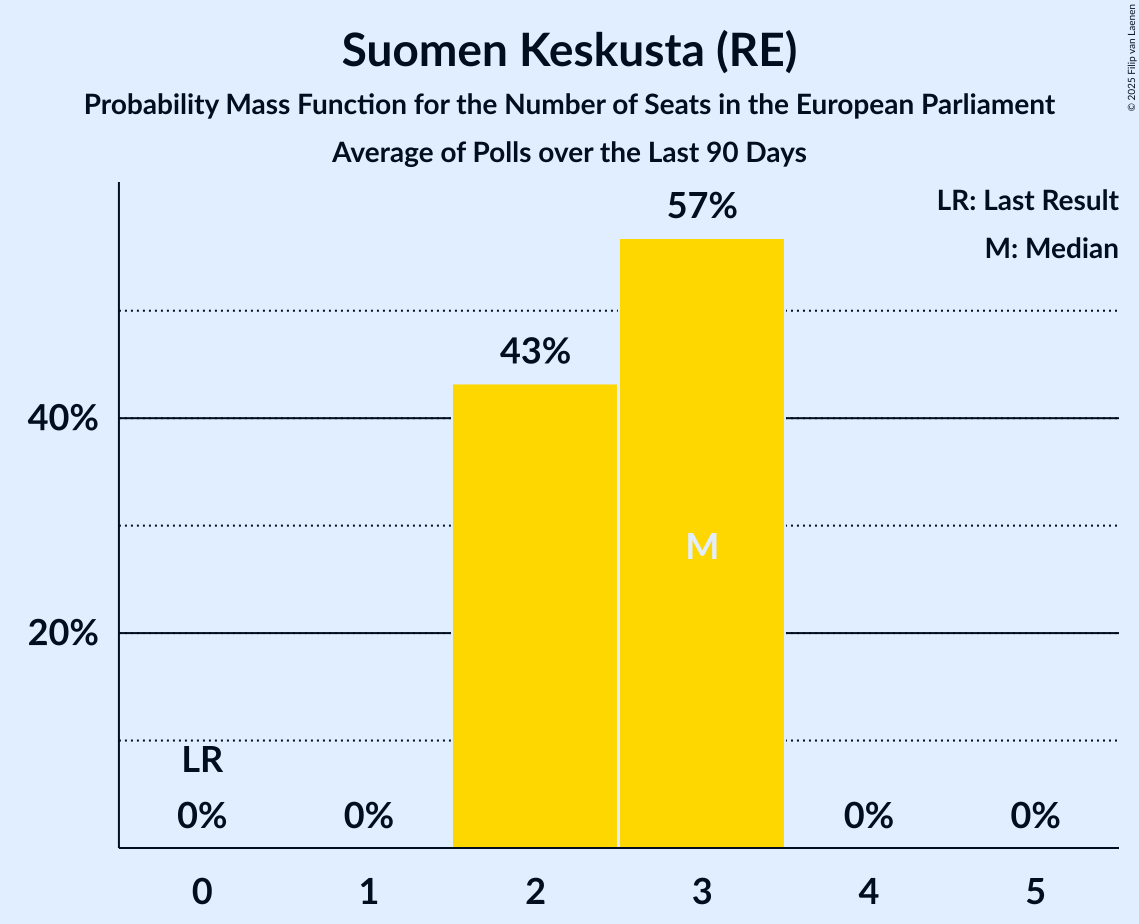 Suomen Keskusta (RE)
Probability Mass Function for the Number of Seats in the European Parliament
Average of Polls over the Last 90 Days
© 2025 Filip van Laenen
LR: Last Result
M: Median
57%
43%
40%
20%
M
LR
0%
0%
0%
0%
0
1
2
3
4
5